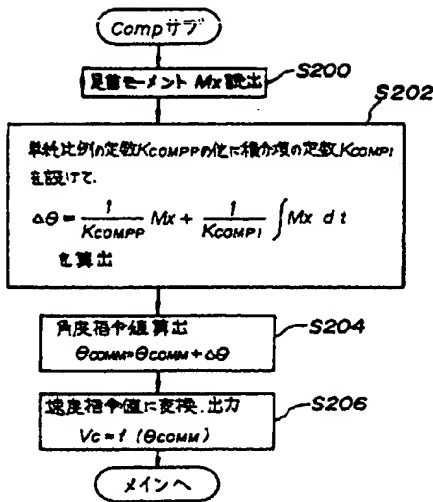 Compサブ
足首モーメント Mx 読出
S200
S202
単純比例の定数KCOMPPの他に積分項の定数KCOMPI
を設けて.
Δθ = 1/KCOMPP Mx + 1/KCOMPI ∫Mx dt
を算出
角度指令値算出
θCOMM=θCOMM+Δθ
S204
速度指令値に変換.出力
Vc = f (θCOMM)
S206
メインへ